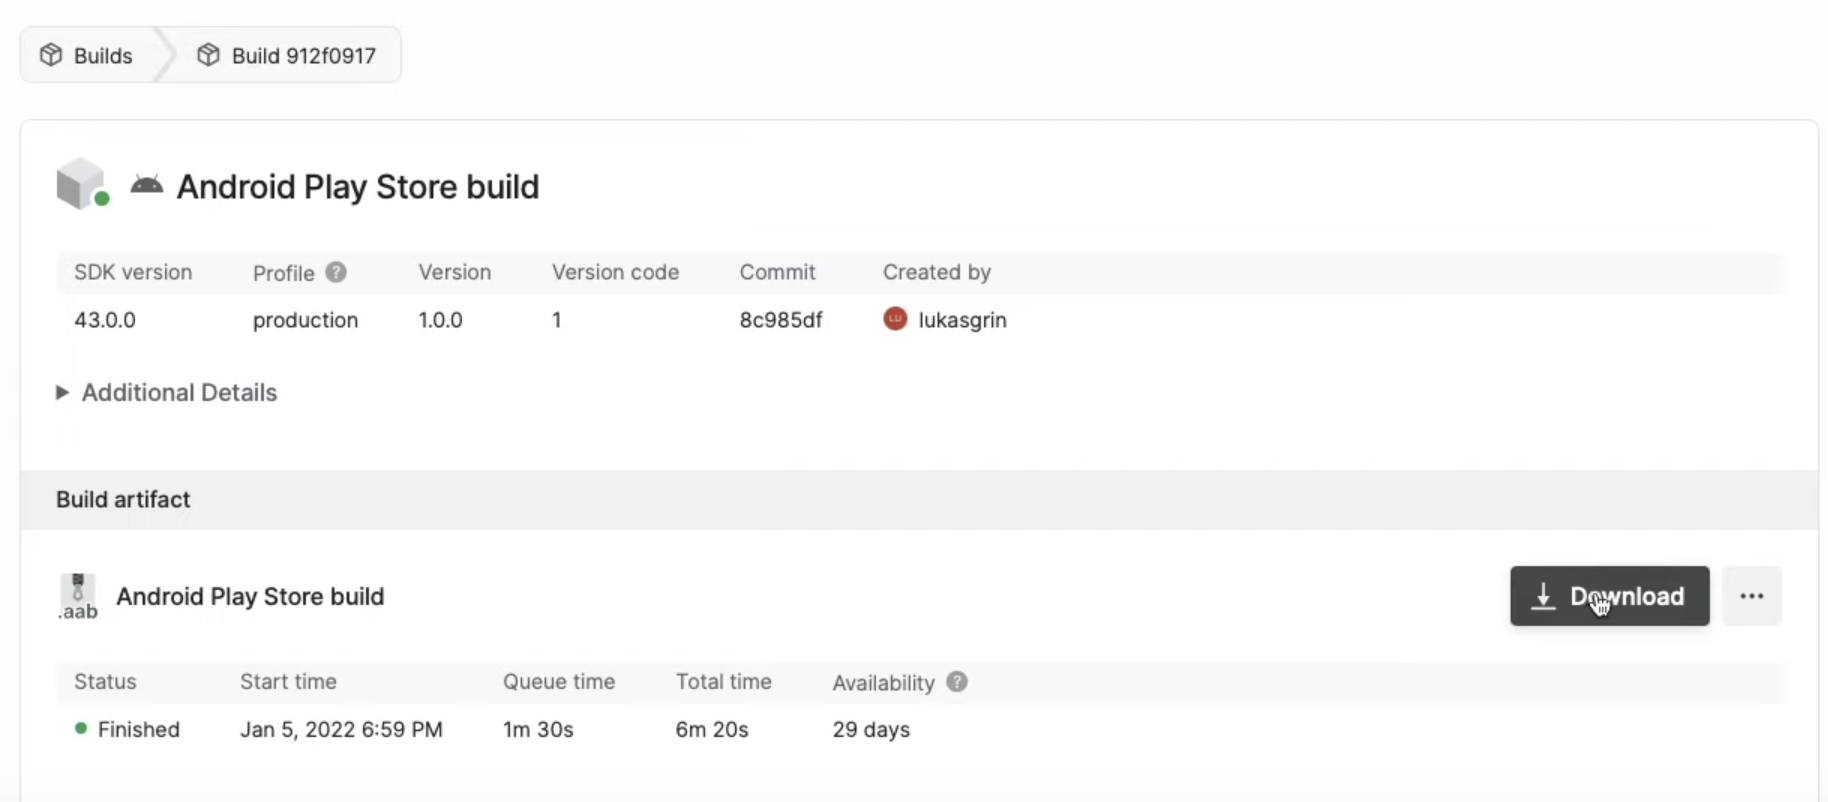 Builds Build 912f0917
Android Play Store build
SDK version Profile ? Version Version code Commit Created by
43.0.0 production 1.0.0 1 8c985df LU lukasgrin
Additional Details
Build artifact
.aab Android Play Store build Download ...
Status Start time Queue time Total time Availability ?
Finished Jan 5, 2022 6:59 PM 1m 30s 6m 20s 29 days